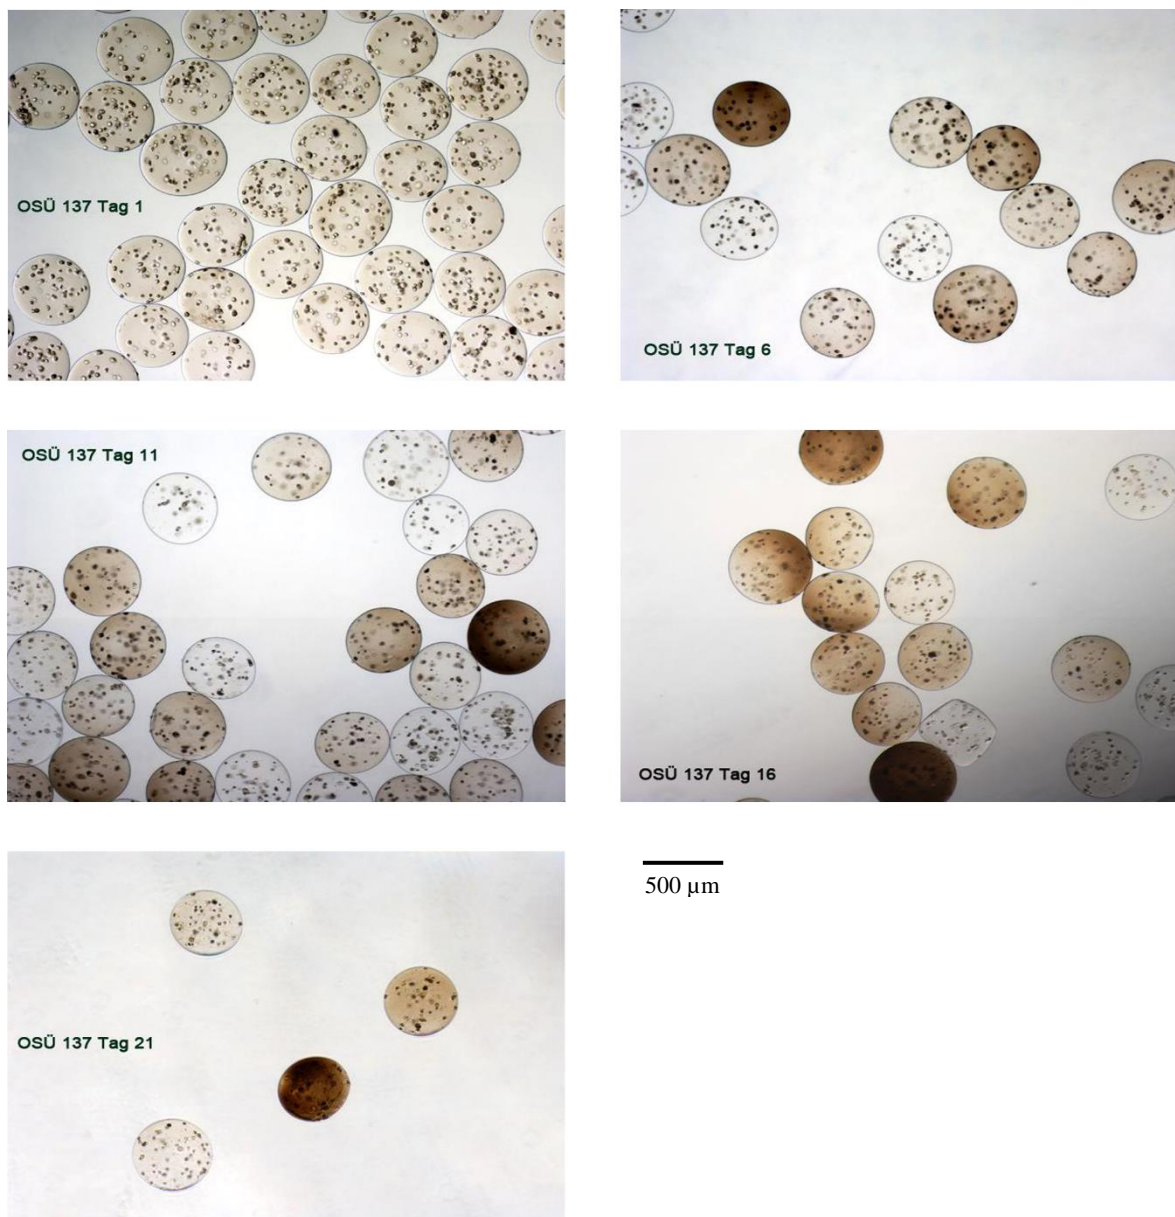 OSÜ 137 Tag 1
OSÜ 137 Tag 6
OSÜ 137 Tag 11
OSÜ 137 Tag 16
OSÜ 137 Tag 21
500 µm